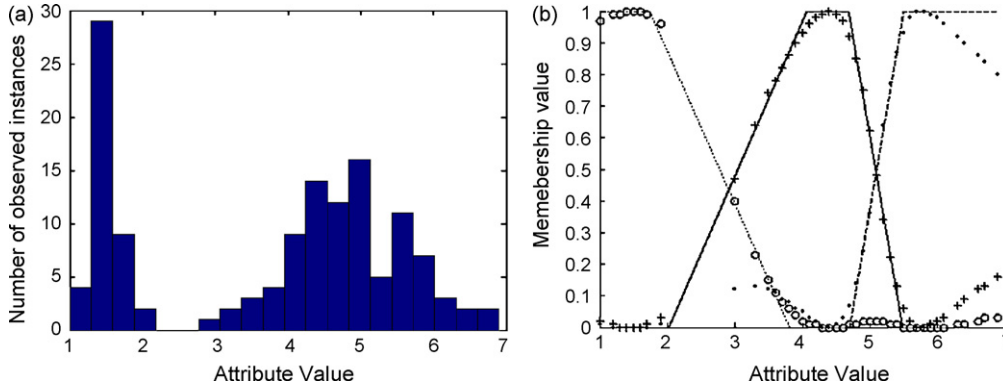 (a)
30
25
20
15
10
5
0
Number of observed instances
1 2 3 4 5 6 7
Attribute Value
(b)
1
0.9
0.8
0.7
0.6
0.5
0.4
0.3
0.2
0.1
0
Memebership value
1 2 3 4 5 6 7
Attribute Value